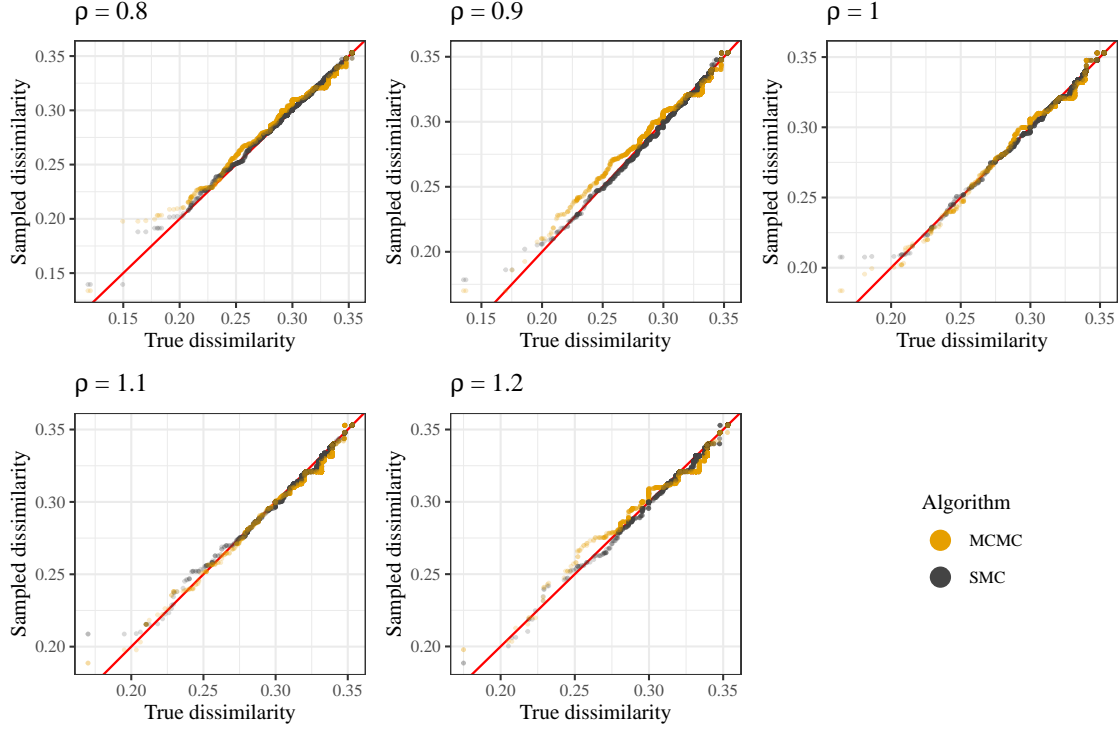 ρ = 0.8
ρ = 0.9
ρ = 1
Sampled dissimilarity
0.35
0.30
0.25
0.20
0.15
0.15 0.20 0.25 0.30 0.35
True dissimilarity
Sampled dissimilarity
0.35
0.30
0.25
0.20
0.15 0.20 0.25 0.30 0.35
True dissimilarity
Sampled dissimilarity
0.35
0.30
0.25
0.20
0.20 0.25 0.30 0.35
True dissimilarity
ρ = 1.1
ρ = 1.2
Sampled dissimilarity
0.35
0.30
0.25
0.20
0.20 0.25 0.30 0.35
True dissimilarity
Sampled dissimilarity
0.35
0.30
0.25
0.20
0.20 0.25 0.30 0.35
True dissimilarity
Algorithm
MCMC
SMC